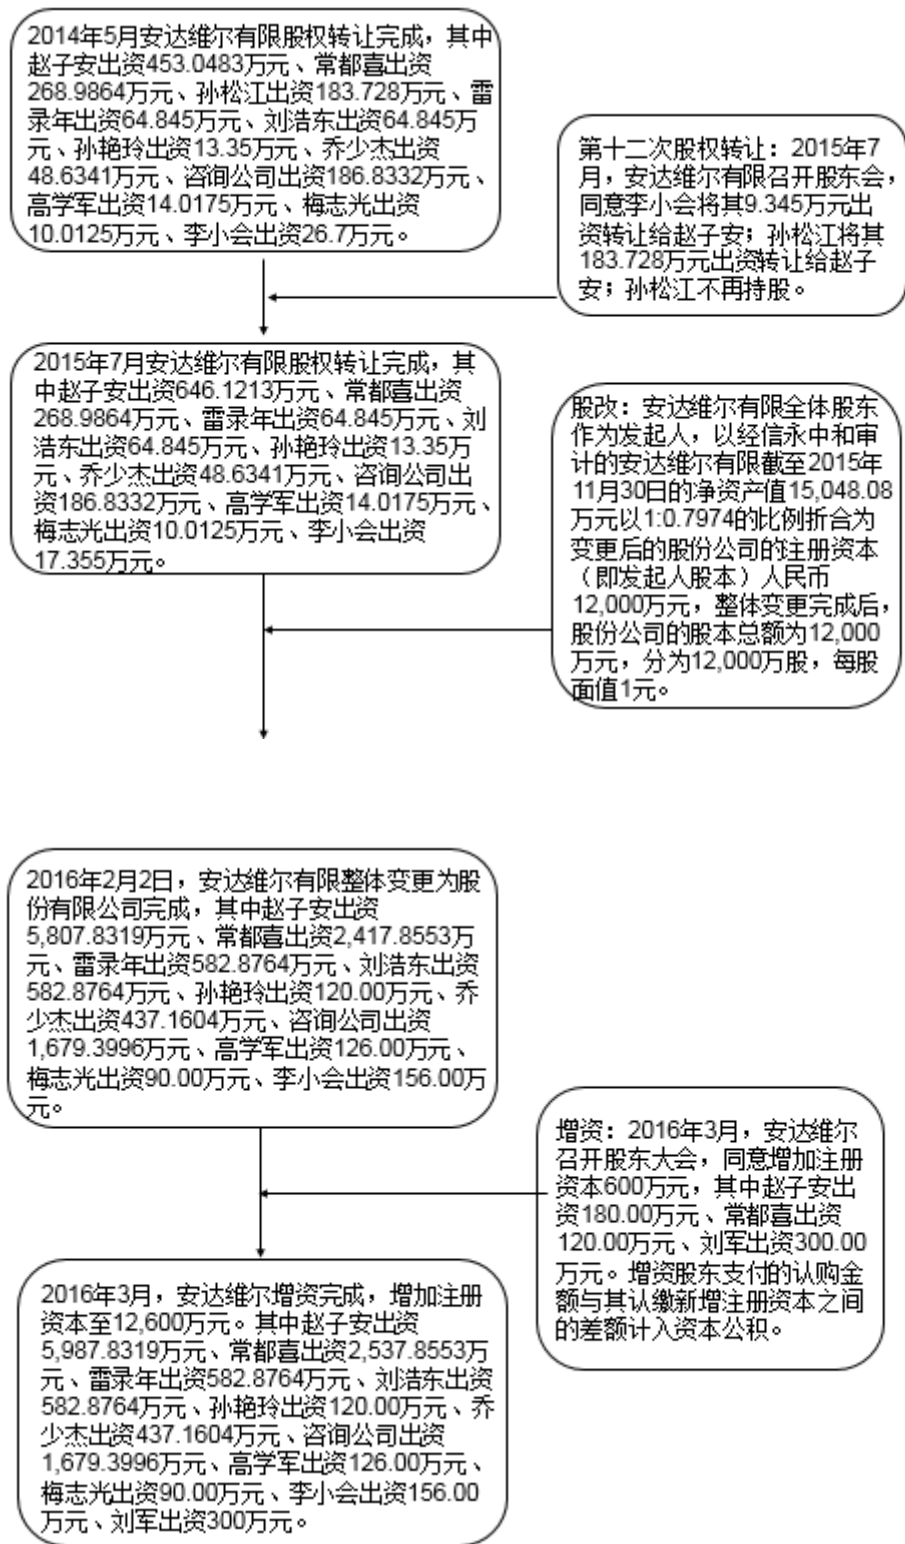 2014年5月安达维尔有限股权转让完成，其中
赵子安出资453.0483万元、常都喜出资
268.9864万元、孙松江出资183.728万元、雷
录年出资64.845万元、刘浩东出资64.845万
元、孙艳玲出资13.35万元、乔少杰出资
48.6341万元、咨询公司出资186.8332万元、
高学军出资14.0175万元、梅志光出资
10.0125万元、李小会出资26.7万元。
第十二次股权转让：2015年7
月，安达维尔有限召开股东会，
同意李小会将其9.345万元出
资转让给赵子安；孙松江将其
183.728万元出资转让给赵子
安；孙松江不再持股。
2015年7月安达维尔有限股权转让完成，其
中赵子安出资646.1213万元、常都喜出资
268.9864万元、雷录年出资64.845万元、刘
浩东出资64.845万元、孙艳玲出资13.35万
元、乔少杰出资48.6341万元、咨询公司出
资186.8332万元、高学军出资14.0175万元、
梅志光出资10.0125万元、李小会出资
17.355万元。
股改：安达维尔有限全体股东
作为发起人，以经信永中和审
计的安达维尔有限截至2015年
11月30日的净资产值15,048.08
万元以1:0.7974的比例折合为
变更后的股份公司的注册资本
（即发起人股本）人民币
12,000万元，整体变更完成后，
股份公司的股本总额为12,000
万元，分为12,000万股，每股
面值1元。
2016年2月2日，安达维尔有限整体变更为股
份有限公司完成，其中赵子安出资
5,807.8319万元、常都喜出资2,417.8553万
元、雷录年出资582.8764万元、刘浩东出资
582.8764万元、孙艳玲出资120.00万元、乔
少杰出资437.1604万元、咨询公司出资
1,679.3996万元、高学军出资126.00万元、
梅志光出资90.00万元、李小会出资156.00万
元。
增资：2016年3月，安达维尔
召开股东大会，同意增加注册
资本600万元，其中赵子安出
资180.00万元、常都喜出资
120.00万元、刘军出资300.00
万元。增资股东支付的认购金
额与其认缴新增注册资本之间
的差额计入资本公积。
2016年3月，安达维尔增资完成，增加注册
资本至12,600万元。其中赵子安出资
5,987.8319万元、常都喜出资2,537.8553万
元、雷录年出资582.8764万元、刘浩东出资
582.8764万元、孙艳玲出资120.00万元、乔
少杰出资437.1604万元、咨询公司出资
1,679.3996万元、高学军出资126.00万元、
梅志光出资90.00万元、李小会出资156.00
万元、刘军出资300万元。